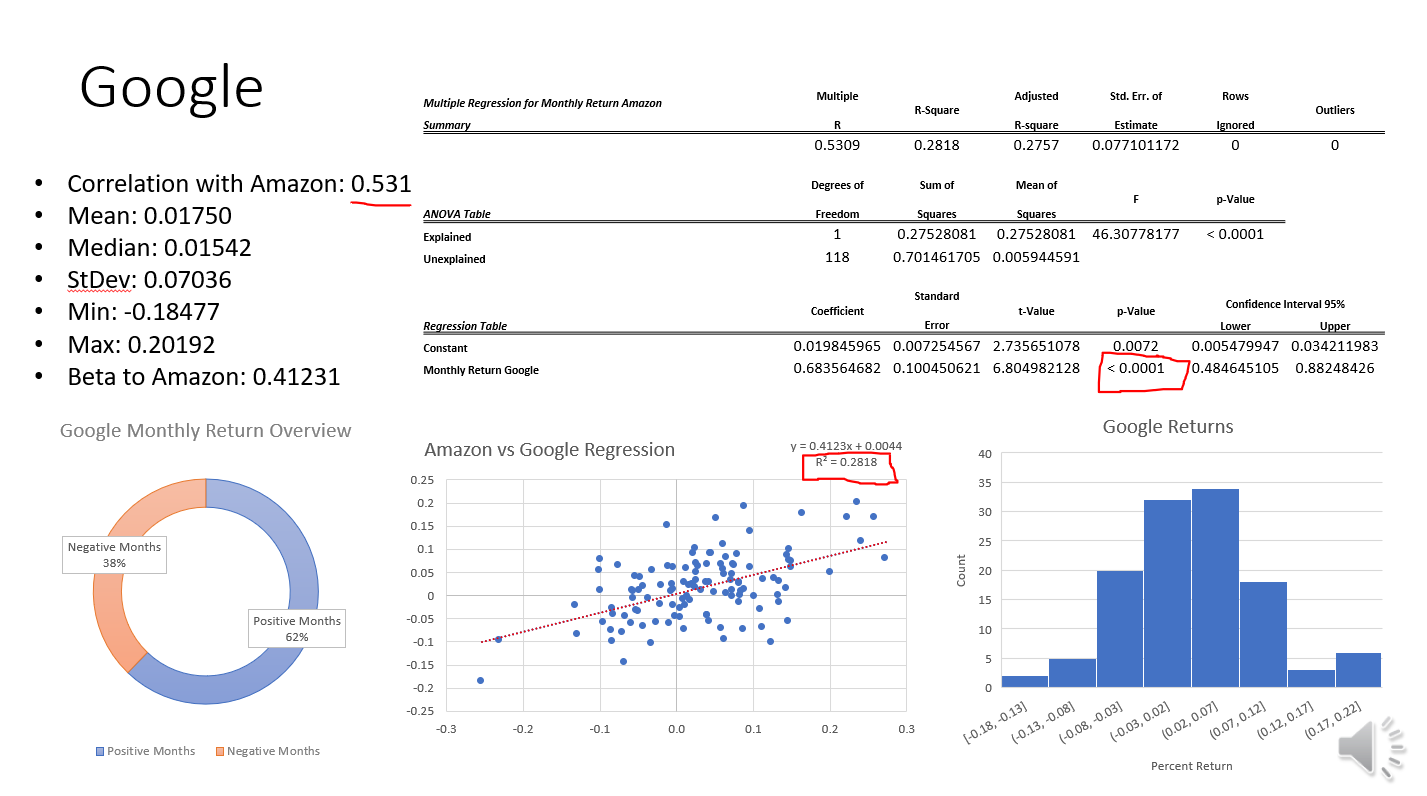 Google
• Correlation with Amazon: 0.531
• Mean: 0.01750
• Median: 0.01542
• StDev: 0.07036
• Min: -0.18477
• Max: 0.20192
• Beta to Amazon: 0.41231
Multiple Regression for Monthly Return Amazon
Summary
Multiple R
R-Square
Adjusted R-square
Std. Err. of Estimate
Rows Ignored
Outliers
0.5309 0.2818 0.2757 0.077101172 0 0
ANOVA Table
Degrees of Freedom
Sum of Squares
Mean of Squares
F
p-Value
Explained 1 0.27528081 0.27528081 46.30778177 < 0.0001
Unexplained 118 0.701461705 0.005944591
Regression Table
Coefficient
Standard Error
t-Value
p-Value
Confidence Interval 95%
Lower Upper
Constant 0.019845965 0.007254567 2.735651078 0.0072 0.005479947 0.034211983
Monthly Return Google 0.683564682 0.100450621 6.804982128 < 0.0001 0.484645105 0.88248426
Google Monthly Return Overview
Negative Months
38%
Positive Months
62%
Positive Months Negative Months
Amazon vs Google Regression
y = 0.4123x + 0.0044
R² = 0.2818
0.25
0.2
0.15
0.1
0.05
0
-0.05
-0.1
-0.15
-0.2
-0.25
-0.3 -0.2 -0.1 0.0 0.1 0.2 0.3
Google Returns
Count
40
35
30
25
20
15
10
5
0
[-0.18, -0.13] (-0.13, -0.08] (-0.08, -0.03] (-0.03, 0.02] (0.02, 0.07] (0.07, 0.12] (0.12, 0.17] (0.17, 0.22]
Percent Return